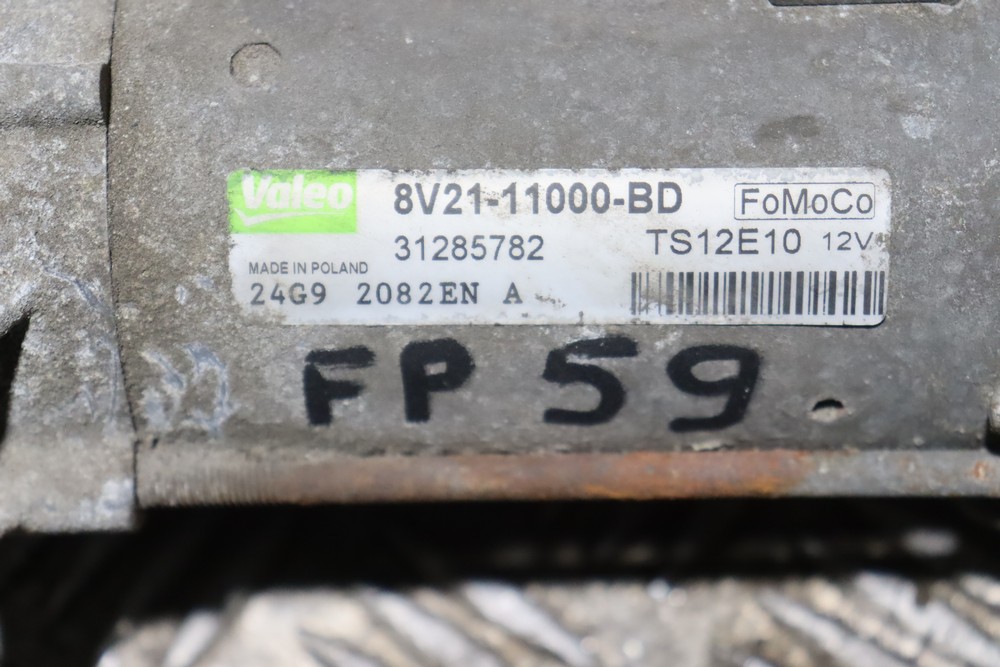 Valeo 8V21-11000-BD FoMoCo
31285782 TS12E10 12V
MADE IN POLAND
24G9 2082EN A
FP 59